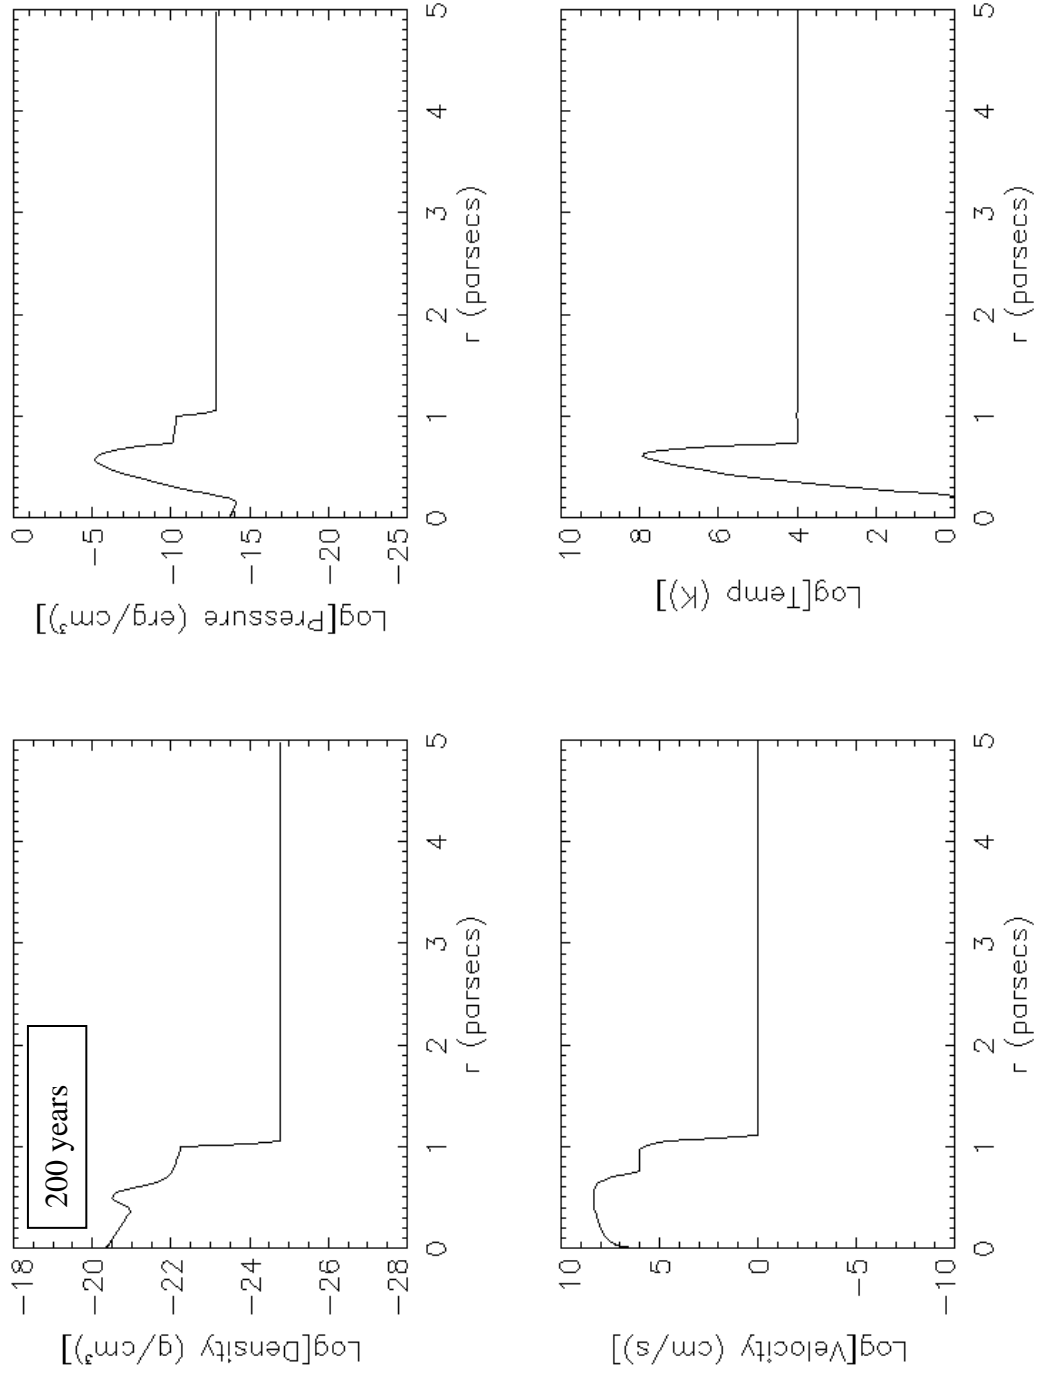 200 years
Log[Density (g/cm³)]
−18
−20
−22
−24
−26
−28
0 1 2 3 4 5
r (parsecs)
Log[Pressure (erg/cm³)]
0
−5
−10
−15
−20
−25
0 1 2 3 4 5
r (parsecs)
Log[Velocity (cm/s)]
10
5
0
−5
−10
0 1 2 3 4 5
r (parsecs)
Log[Temp (K)]
10
8
6
4
2
0
0 1 2 3 4 5
r (parsecs)